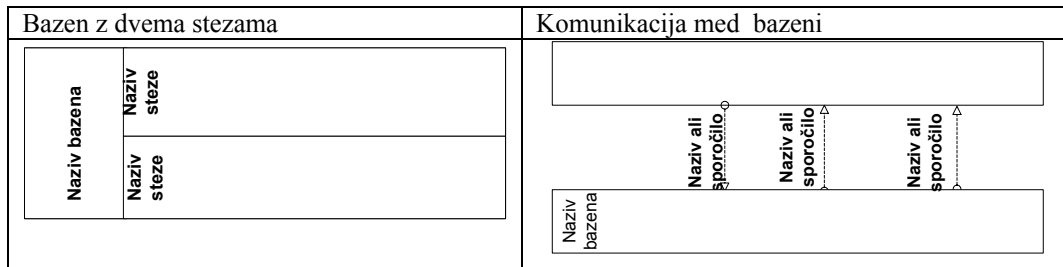 Bazen z dvema stezama
Komunikacija med bazeni
Naziv bazena
Naziv
steze
Naziv
steze
Naziv ali
sporočilo
Naziv ali
sporočilo
Naziv ali
sporočilo
Naziv
bazena